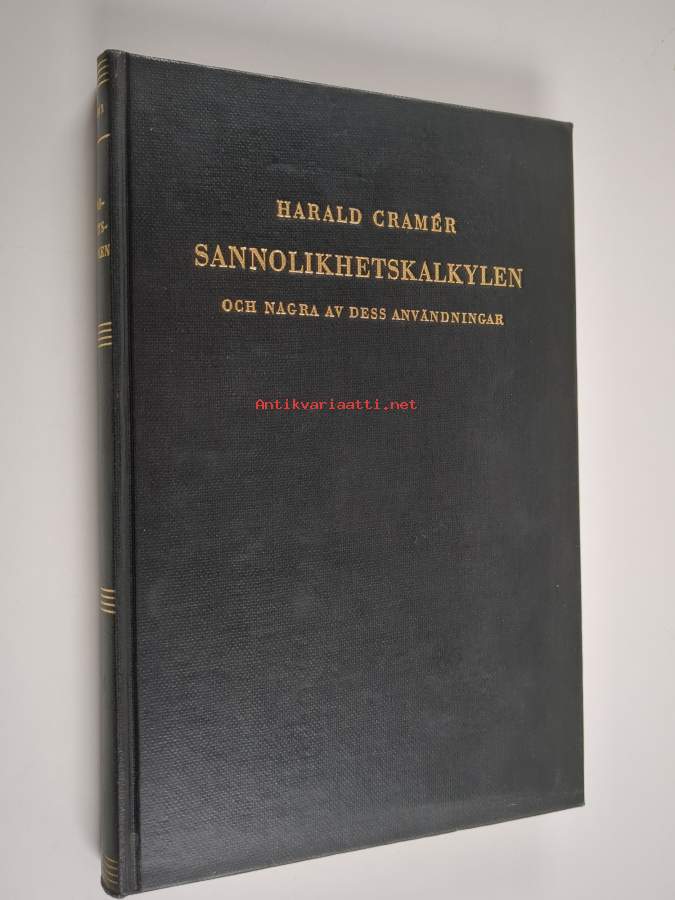 HARALD CRAMÉR
SANNOLIKHETSKALKYLEN
OCH NAGRA AV DESS ANVÄNDNINGAR
Antikvariaatti.net